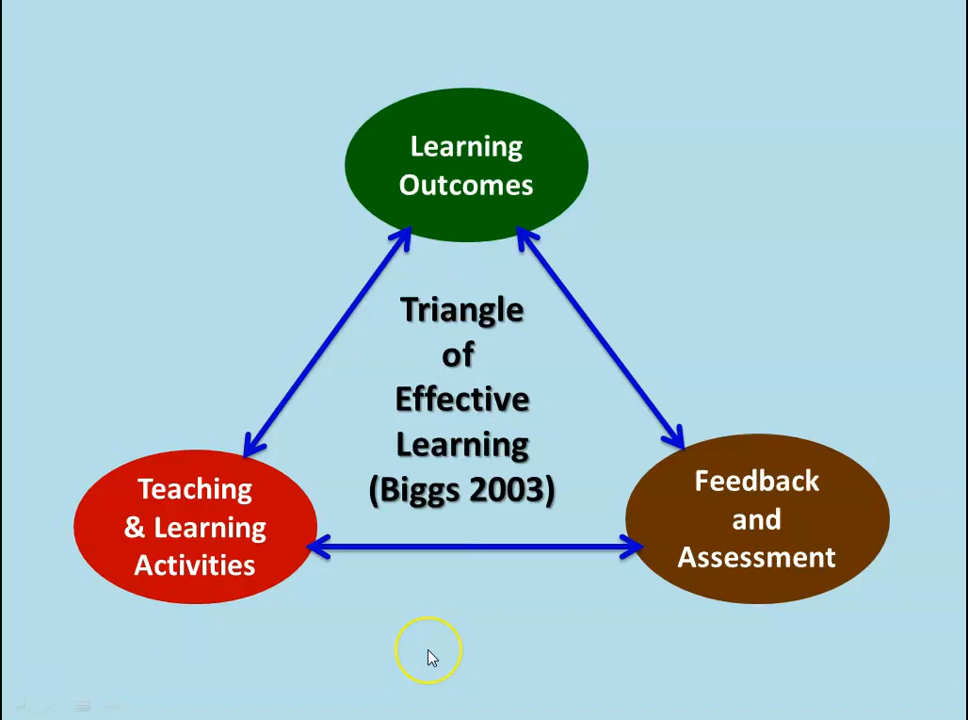 Learning
Outcomes
Triangle
of
Effective
Learning
(Biggs 2003)
Teaching
& Learning
Activities
Feedback
and
Assessment